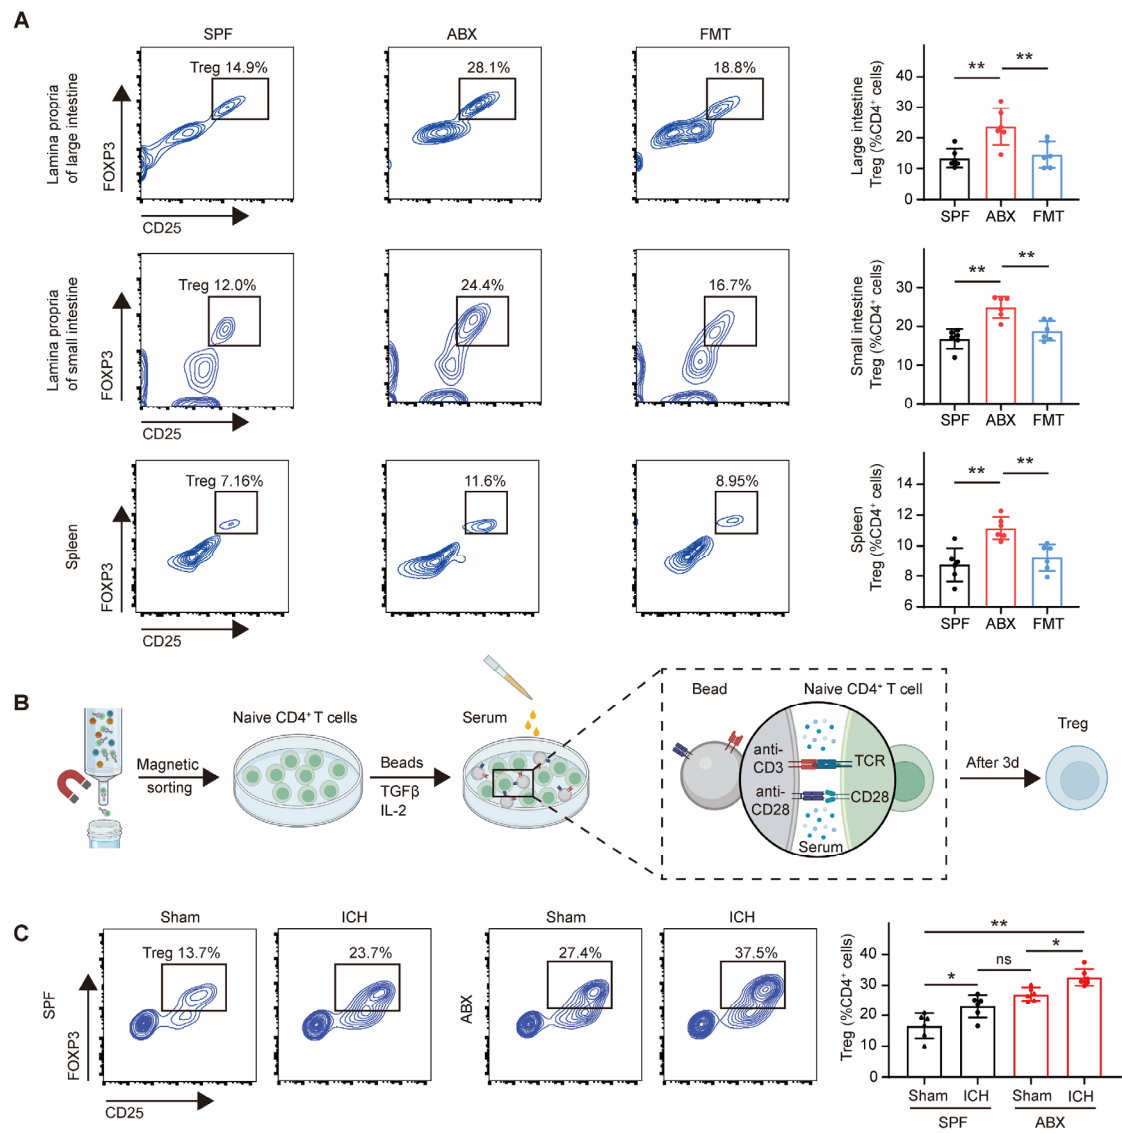 A
SPF
ABX
FMT
Lamina propria
of large intestine
FOXP3
CD25
Treg 14.9%
28.1%
18.8%
Large intestine
Treg (%CD4⁺ cells)
40
30
20
10
0
**
**
SPF
ABX
FMT
Lamina propria
of small intestine
FOXP3
CD25
Treg 12.0%
24.4%
16.7%
Small intestine
Treg (%CD4⁺ cells)
30
20
10
0
**
**
SPF
ABX
FMT
Spleen
FOXP3
CD25
Treg 7.16%
11.6%
8.95%
Spleen
Treg (%CD4⁺ cells)
14
12
10
8
6
**
**
SPF
ABX
FMT
B
Magnetic
sorting
Naive CD4⁺ T cells
Beads
TGFβ
IL-2
Serum
Bead
Naive CD4⁺ T cell
anti-
CD3
TCR
anti-
CD28
CD28
Serum
After 3d
Treg
C
Sham
ICH
Sham
ICH
SPF
FOXP3
CD25
Treg 13.7%
23.7%
ABX
27.4%
37.5%
Treg (%CD4⁺ cells)
40
30
20
10
0
**
*
ns
*
Sham
ICH
Sham
ICH
SPF
ABX